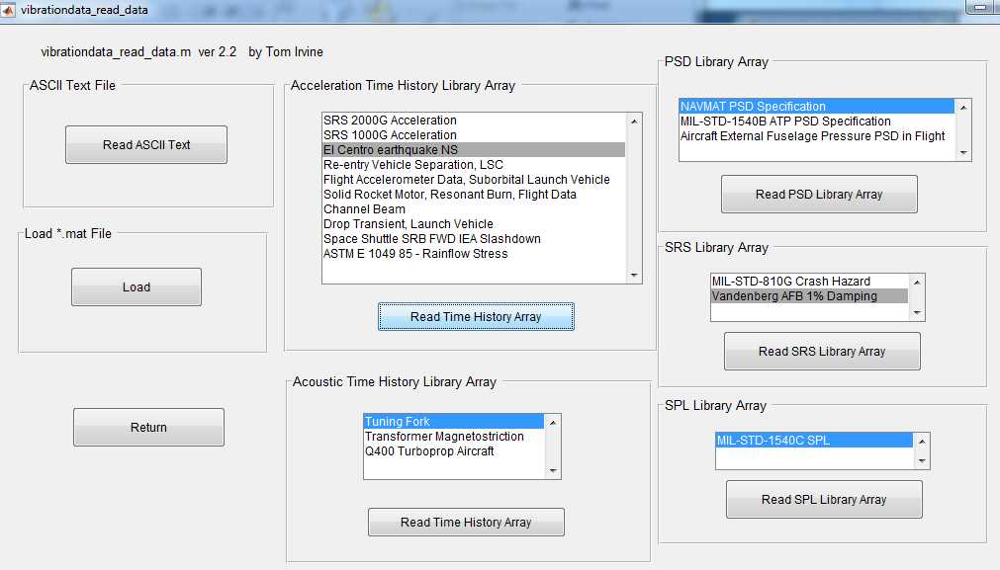 vibrationdata_read_data
vibrationdata_read_data.m ver 2.2 by Tom Irvine
ASCII Text File
Read ASCII Text
Load *.mat File
Load
Return
Acceleration Time History Library Array
SRS 2000G Acceleration
SRS 1000G Acceleration
El Centro earthquake NS
Re-entry Vehicle Separation, LSC
Flight Accelerometer Data, Suborbital Launch Vehicle
Solid Rocket Motor, Resonant Burn, Flight Data
Channel Beam
Drop Transient, Launch Vehicle
Space Shuttle SRB FWD IEA Slashdown
ASTM E 1049 85 - Rainflow Stress
Read Time History Array
Acoustic Time History Library Array
Tuning Fork
Transformer Magnetostriction
Q400 Turboprop Aircraft
Read Time History Array
PSD Library Array
NAVMAT PSD Specification
MIL-STD-1540B ATP PSD Specification
Aircraft External Fuselage Pressure PSD in Flight
Read PSD Library Array
SRS Library Array
MIL-STD-810G Crash Hazard
Vandenberg AFB 1% Damping
Read SRS Library Array
SPL Library Array
MIL-STD-1540C SPL
Read SPL Library Array